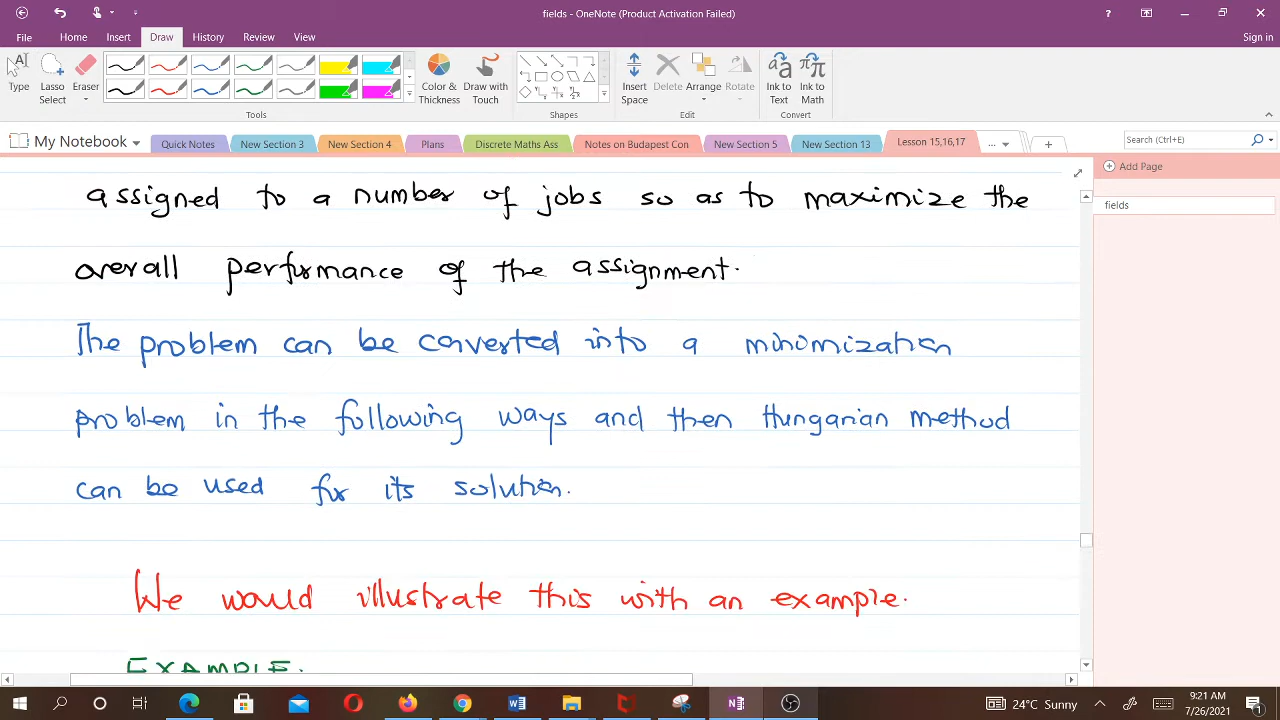 fields - OneNote (Product Activation Failed)
File Home Insert Draw History Review View
Sign in
Type
Lasso Select
Eraser
Color & Thickness
Draw with Touch
Insert Space
Delete
Arrange
Rotate
Ink to Text
Ink to Math
Tools
Shapes
Edit
Convert
My Notebook
Quick Notes
New Section 3
New Section 4
Plans
Discrete Maths Ass
Notes on Budapest Con
New Section 5
New Section 13
Lesson 15,16,17
Search (Ctrl+E)
Add Page
fields
assigned to a number of jobs so as to maximize the
overall performance of the assignment.
The problem can be converted into a minimization
problem in the following ways and then Hungarian method
can be used for its solution.
We would illustrate this with an example.
EXAMPLE:
24°C Sunny
9:21 AM
7/26/2021